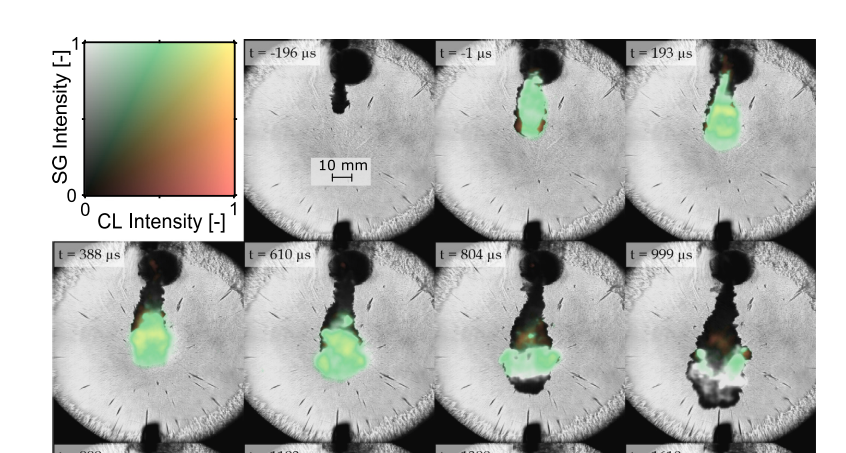 1
SG Intensity [-]
0
0
1
CL Intensity [-]
t = -196 µs
t = -1 µs
t = 193 µs
10 mm
t = 388 µs
t = 610 µs
t = 804 µs
t = 999 µs